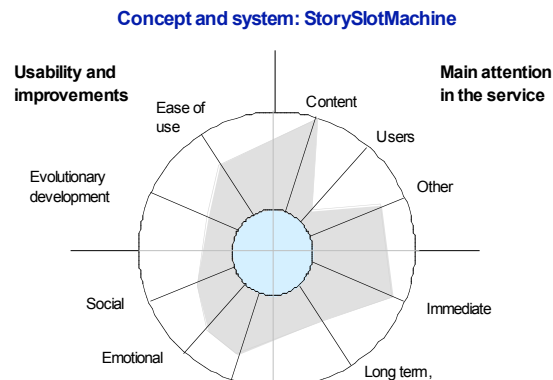 Concept and system: StorySlotMachine
Usability and
improvements
Main attention
in the service
Ease of
use
Content
Users
Evolutionary
development
Other
Social
Immediate
Emotional
Long term,